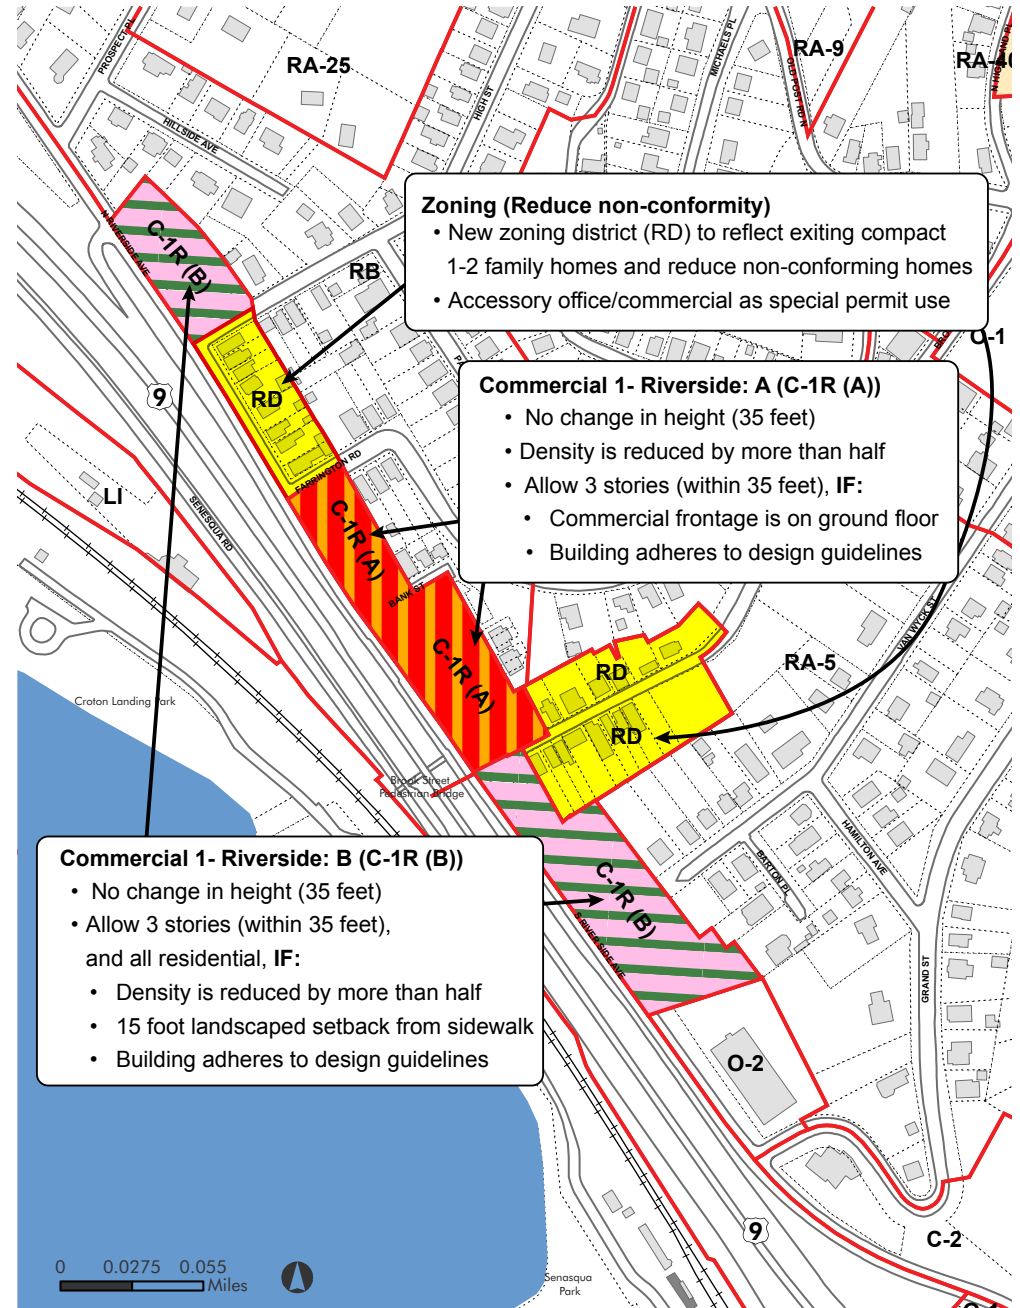 PROSPECT PL
RA-25
HIGH ST
MICHAELS PL
RA-9
OLD POST RD N
RA-40
N HIGHLAND PL
HILLSIDE AVE
N RIVERSIDE AVE
C-1R (B)
RB
Zoning (Reduce non-conformity)
• New zoning district (RD) to reflect exiting compact
1-2 family homes and reduce non-conforming homes
• Accessory office/commercial as special permit use
O-1
9
RD
Commercial 1- Riverside: A (C-1R (A))
• No change in height (35 feet)
• Density is reduced by more than half
• Allow 3 stories (within 35 feet), IF:
• Commercial frontage is on ground floor
• Building adheres to design guidelines
FARRINGTON RD
LI
SENESQUA RD
C-1R (A)
BANK ST
VAN WYCK ST
C-1R (A)
RD
RA-5
RD
Croton Landing Park
Brook Street
Pedestrian Bridge
HAMILTON AVE
BARTON PL
Commercial 1- Riverside: B (C-1R (B))
• No change in height (35 feet)
• Allow 3 stories (within 35 feet),
and all residential, IF:
• Density is reduced by more than half
• 15 foot landscaped setback from sidewalk
• Building adheres to design guidelines
C-1R (B)
S RIVERSIDE AVE
GRAND ST
O-2
9
C-2
0 0.0275 0.055
Miles
Senasqua
Park